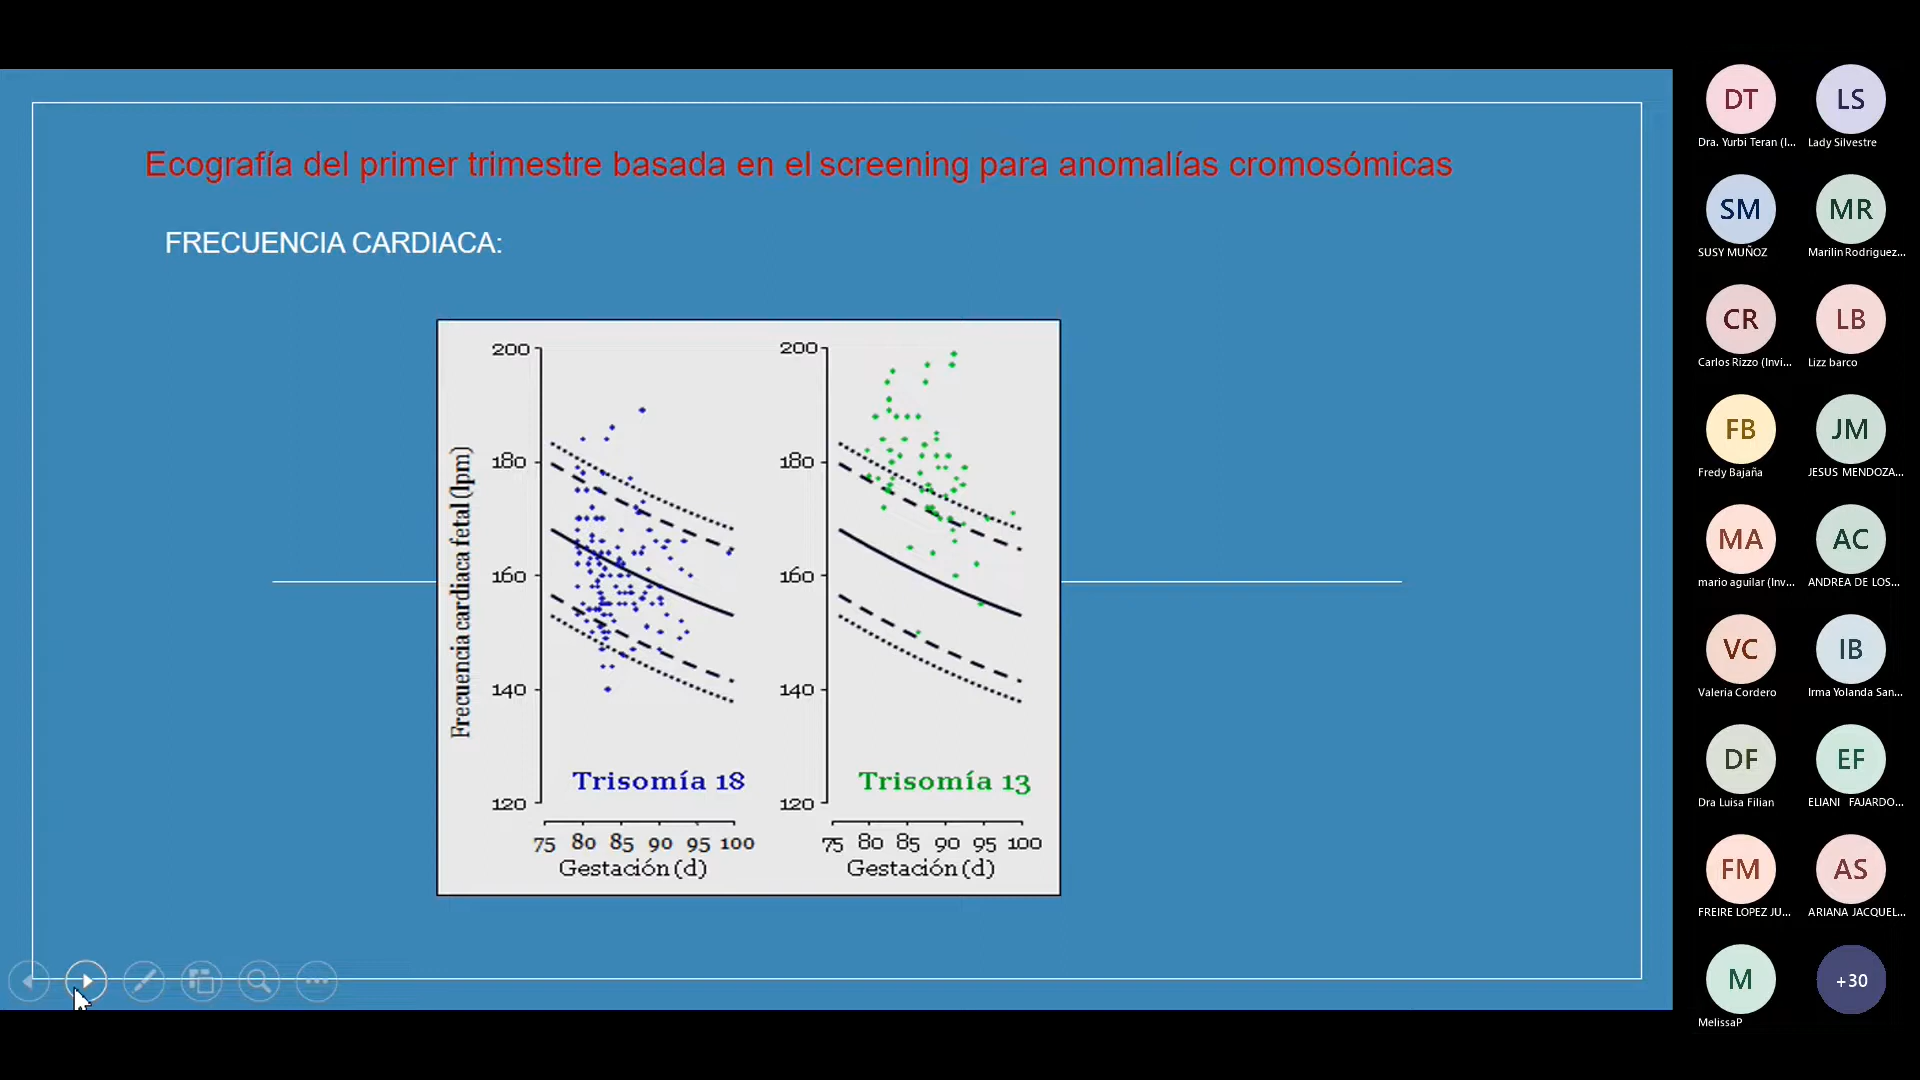 Ecografía del primer trimestre basada en el screening para anomalías cromosómicas
FRECUENCIA CARDIACA:
Frecuencia cardiaca fetal (lpm)
200
180
160
140
120
Trisomía 18
75 80 85 90 95 100
Gestación (d)
200
180
160
140
120
Trisomía 13
75 80 85 90 95 100
Gestación (d)
DT
Dra. Yurbi Teran (I...
LS
Lady Silvestre
SM
SUSY MUÑOZ
MR
Marilin Rodriguez...
CR
Carlos Rizzo (Invi...
LB
Lizz barco
FB
Fredy Bajaña
JM
JESUS MENDOZA...
MA
mario aguilar (Inv...
AC
ANDREA DE LOS...
VC
Valeria Cordero
IB
Irma Yolanda San...
DF
Dra Luisa Filian
EF
ELIANI FAJARDO...
FM
FREIRE LOPEZ JU...
AS
ARIANA JACQUEL...
M
MelissaP
+30